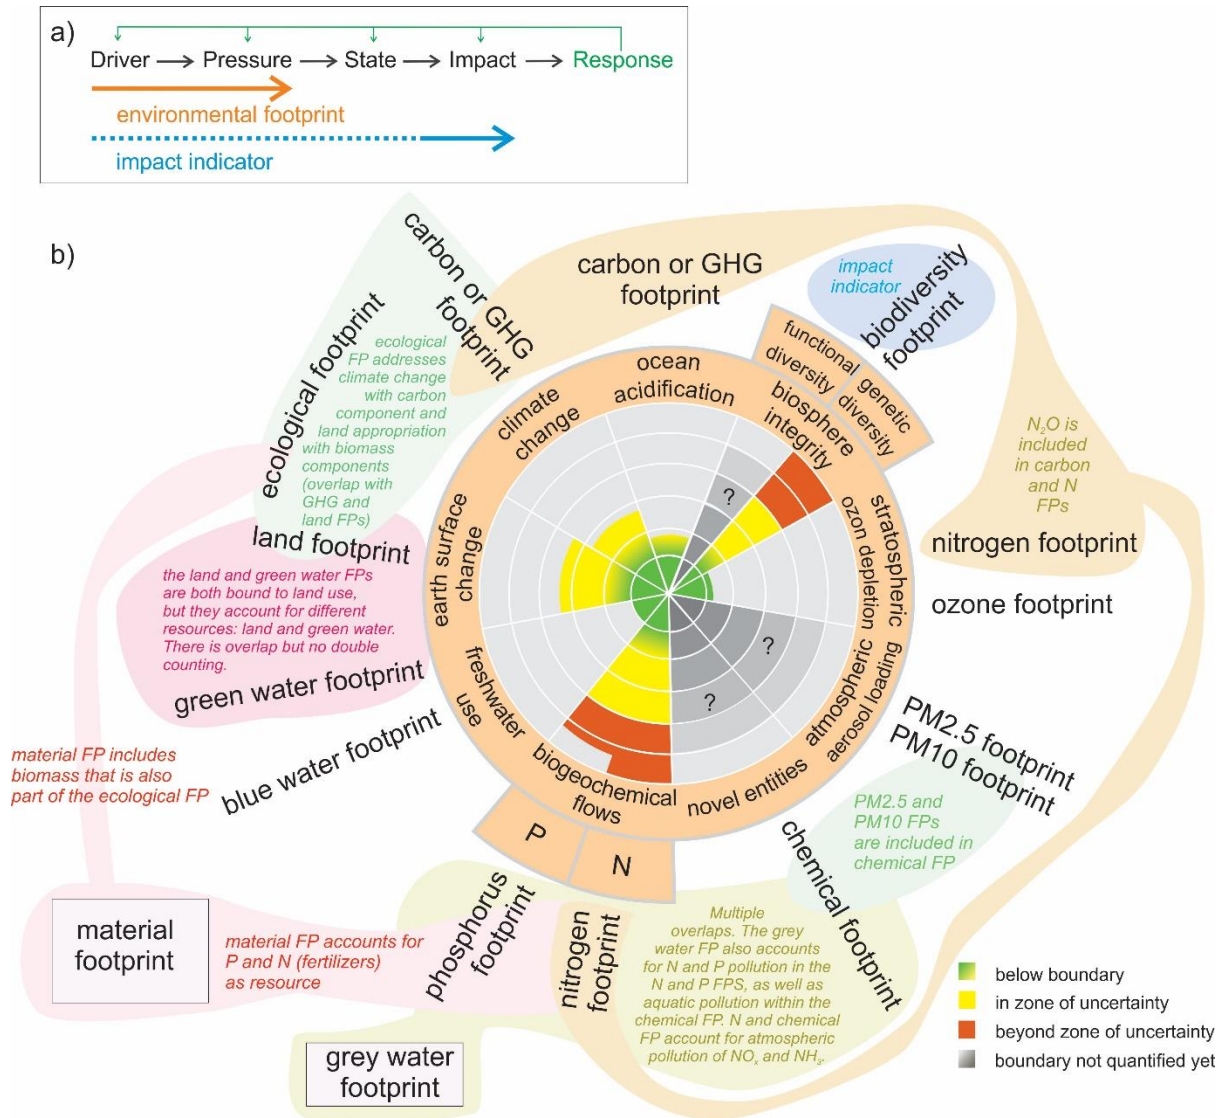 a)
Driver
Pressure
State
Impact
Response
environmental footprint
impact indicator
b)
carbon or GHG
footprint
ecological footprint
ecological
FP addresses
climate change
with carbon
component and
land appropriation
with biomass
components
(overlap with
GHG and
land FPs)
carbon or GHG
footprint
impact
indicator
biodiversity
footprint
functional
diversity
genetic
diversity
N₂O is
included
in carbon
and N
FPs
nitrogen footprint
ozone footprint
climate
change
ocean
acidification
biosphere
integrity
stratospheric
ozon depletion
atmospheric
aerosol loading
novel entities
biogeochemical
flows
freshwater
use
earth surface
change
?
?
?
P
N
land footprint
the land and green water FPs
are both bound to land use,
but they account for different
resources: land and green water.
There is overlap but no double
counting.
green water footprint
blue water footprint
material FP includes
biomass that is also
part of the ecological FP
PM2.5 footprint
PM10 footprint
PM2.5 and
PM10 FPs
are included in
chemical FP
chemical footprint
material
footprint
material FP accounts for
P and N (fertilizers)
as resource
phosphorus
footprint
nitrogen
footprint
Multiple
overlaps. The grey
water FP also accounts
for N and P pollution in the
N and P FPS, as well as
aquatic pollution within the
chemical FP. N and chemical
FP account for atmospheric
pollution of NOₓ and NH₃.
grey water
footprint
below boundary
in zone of uncertainty
beyond zone of uncertainty
boundary not quantified yet